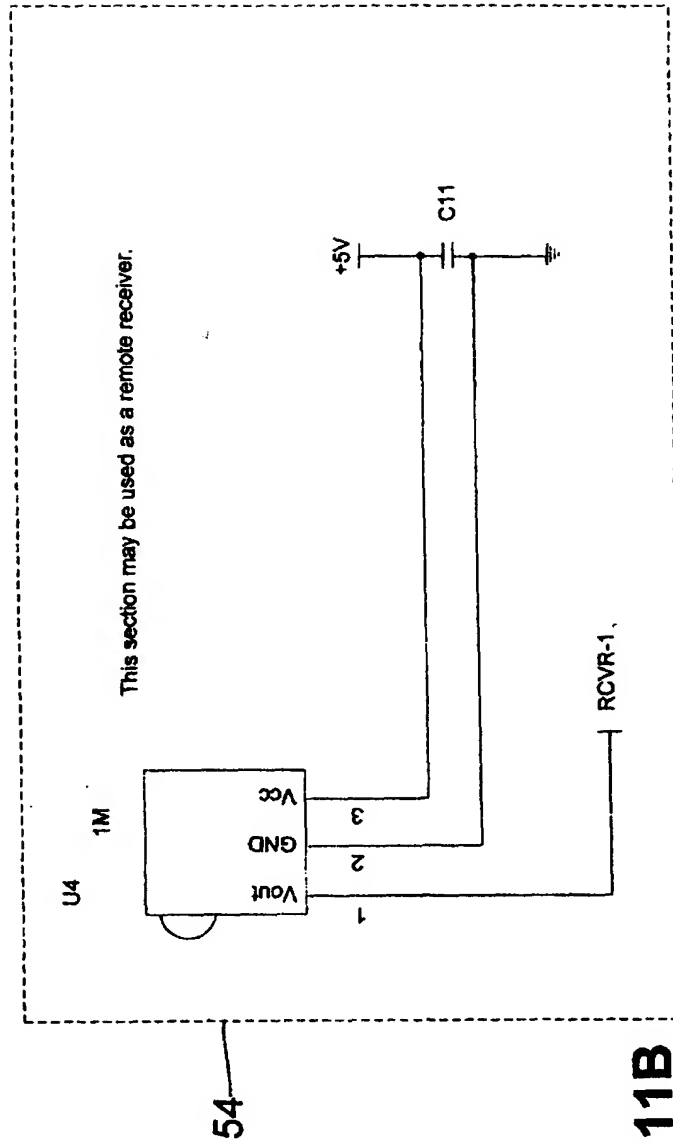 This section may be used as a remote receiver.
U4
1M
Vout
GND
Vcc
1
2
3
+5V
C11
RCVR-1
54
11B